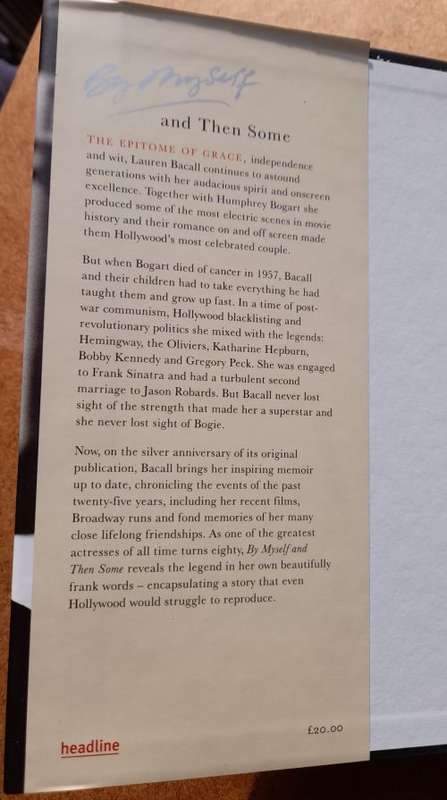 By Myself
and Then Some
THE EPITOME OF GRACE, independence
and wit, Lauren Bacall continues to astound
generations with her audacious spirit and onscreen
excellence. Together with Humphrey Bogart she
produced some of the most electric scenes in movie
history and their romance on and off screen made
them Hollywood's most celebrated couple.
But when Bogart died of cancer in 1957, Bacall
and their children had to take everything he had
taught them and grow up fast. In a time of post-
war communism, Hollywood blacklisting and
revolutionary politics she mixed with the legends:
Hemingway, the Oliviers, Katharine Hepburn,
Bobby Kennedy and Gregory Peck. She was engaged
to Frank Sinatra and had a turbulent second
marriage to Jason Robards. But Bacall never lost
sight of the strength that made her a superstar and
she never lost sight of Bogie.
Now, on the silver anniversary of its original
publication, Bacall brings her inspiring memoir
up to date, chronicling the events of the past
twenty-five years, including her recent films,
Broadway runs and fond memories of her many
close lifelong friendships. As one of the greatest
actresses of all time turns eighty, By Myself and
Then Some reveals the legend in her own beautifully
frank words – encapsulating a story that even
Hollywood would struggle to reproduce.
£20.00
headline